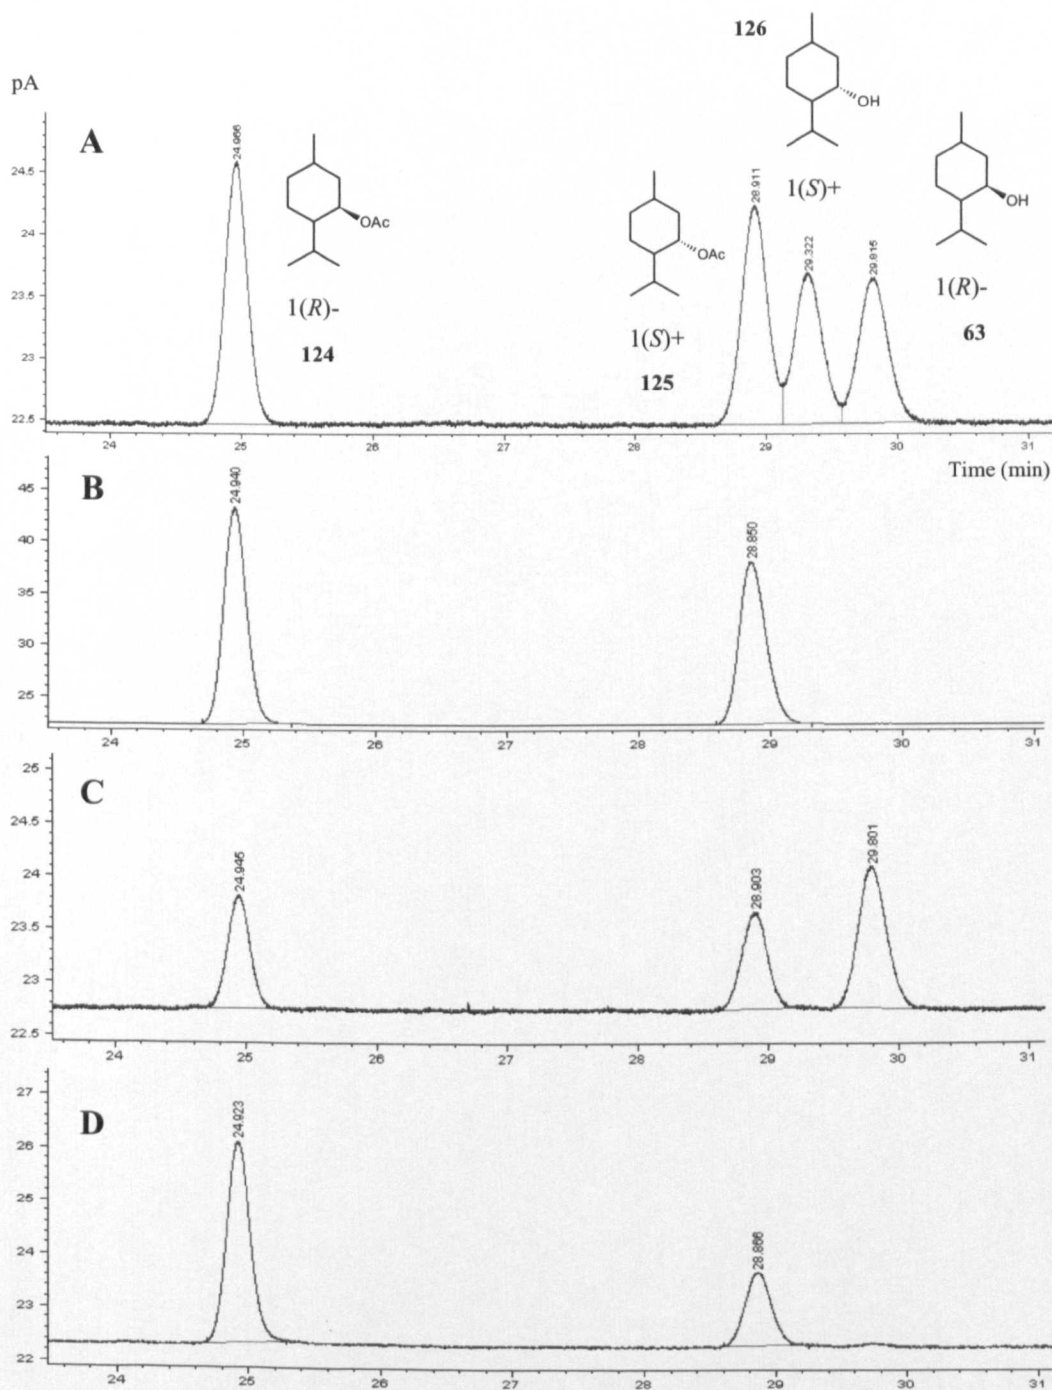 126
OH
1(S)+
pA
A
24.966
OAc
1(R)-
124
OAc
1(S)+
125
28.911
29.322
29.815
OH
1(R)-
63
24.5
24
23.5
23
22.5
24 25 26 27 28 29 30 31
Time (min)
B
24.940
28.850
45
40
35
30
25
24 25 26 27 28 29 30 31
C
24.945
28.903
29.801
25
24.5
24
23.5
23
22.5
24 25 26 27 28 29 30 31
D
24.923
28.866
27
26
25
24
23
22
24 25 26 27 28 29 30 31